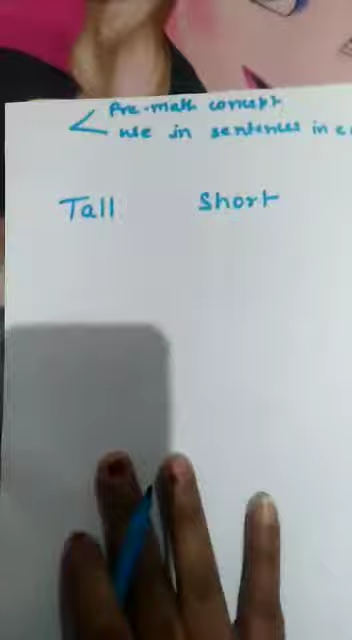 Pre-math concept
use in sentences in
Tall Short